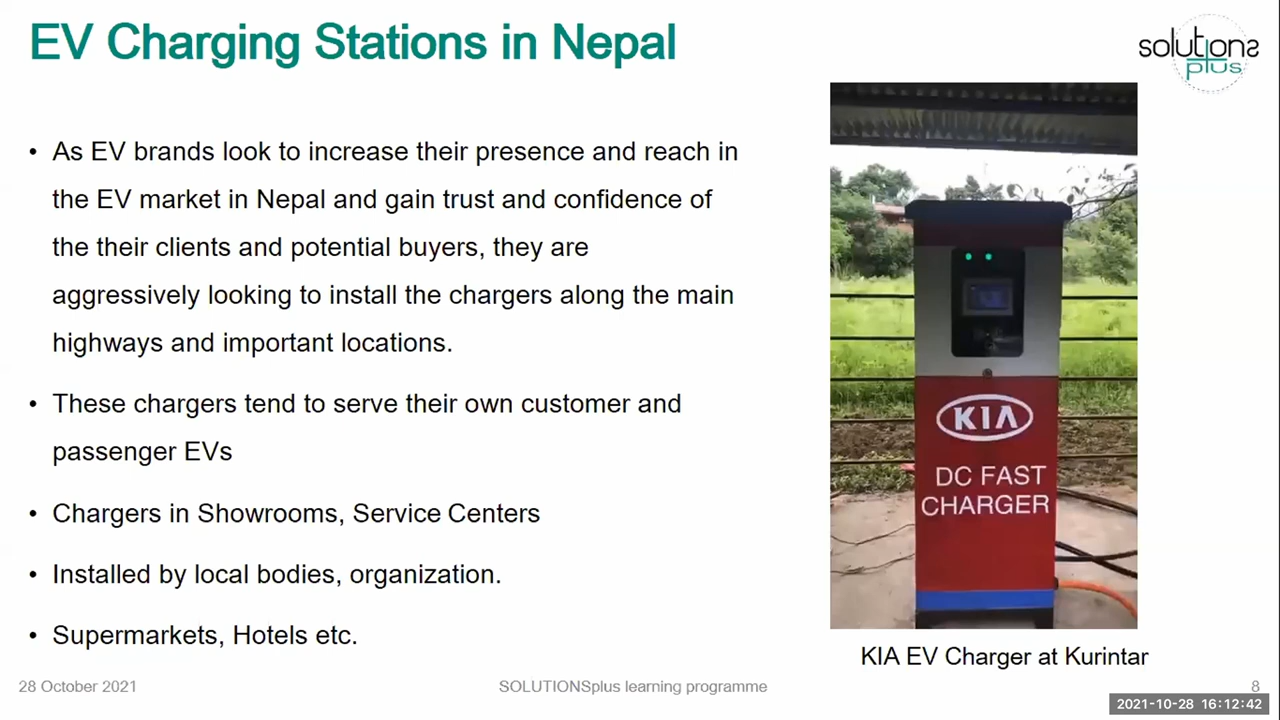 EV Charging Stations in Nepal
solutions
plus
• As EV brands look to increase their presence and reach in
the EV market in Nepal and gain trust and confidence of
the their clients and potential buyers, they are
aggressively looking to install the chargers along the main
highways and important locations.
• These chargers tend to serve their own customer and
passenger EVs
• Chargers in Showrooms, Service Centers
• Installed by local bodies, organization.
• Supermarkets, Hotels etc.
KIA
DC FAST
CHARGER
KIA EV Charger at Kurintar
28 October 2021
SOLUTIONSplus learning programme
8
2021-10-28 16:12:42